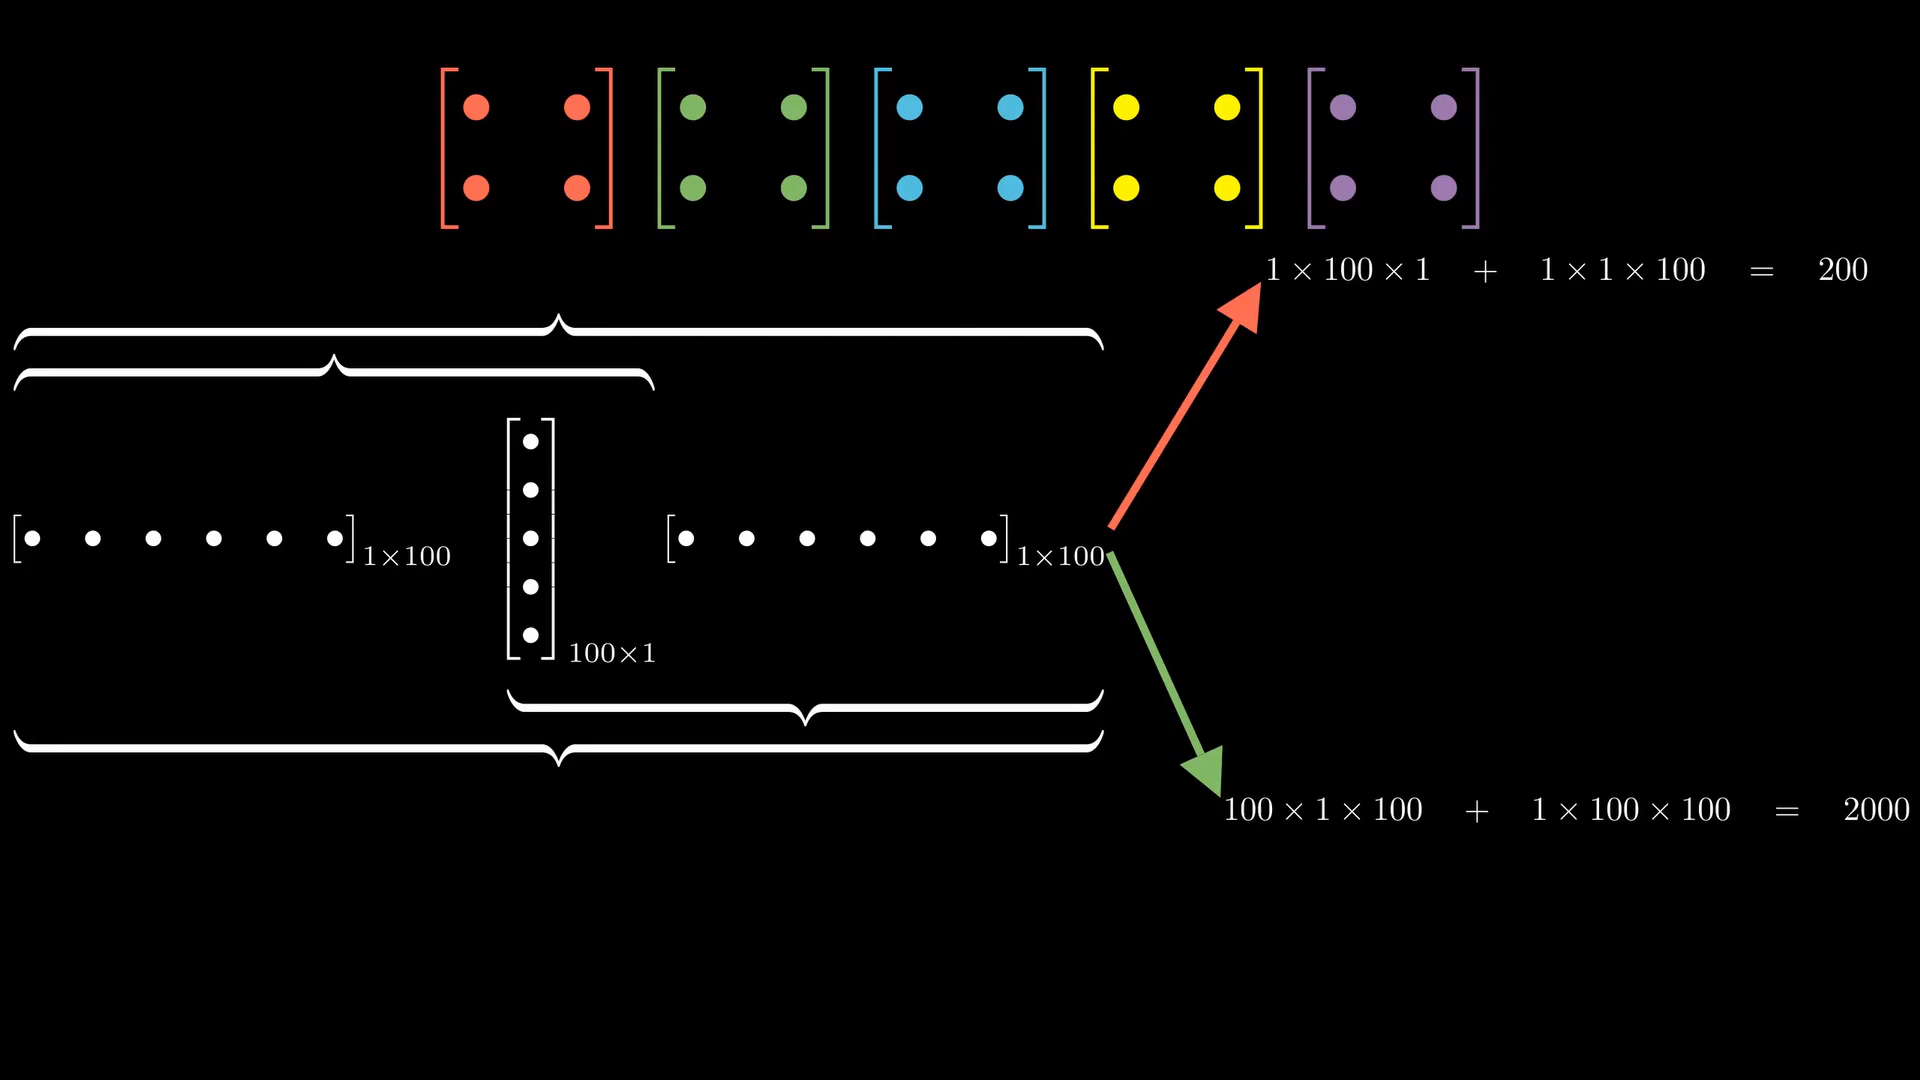 1 × 100 × 1 + 1 × 1 × 100 = 200
1×100
1×100
100×1
100 × 1 × 100 + 1 × 100 × 100 = 2000